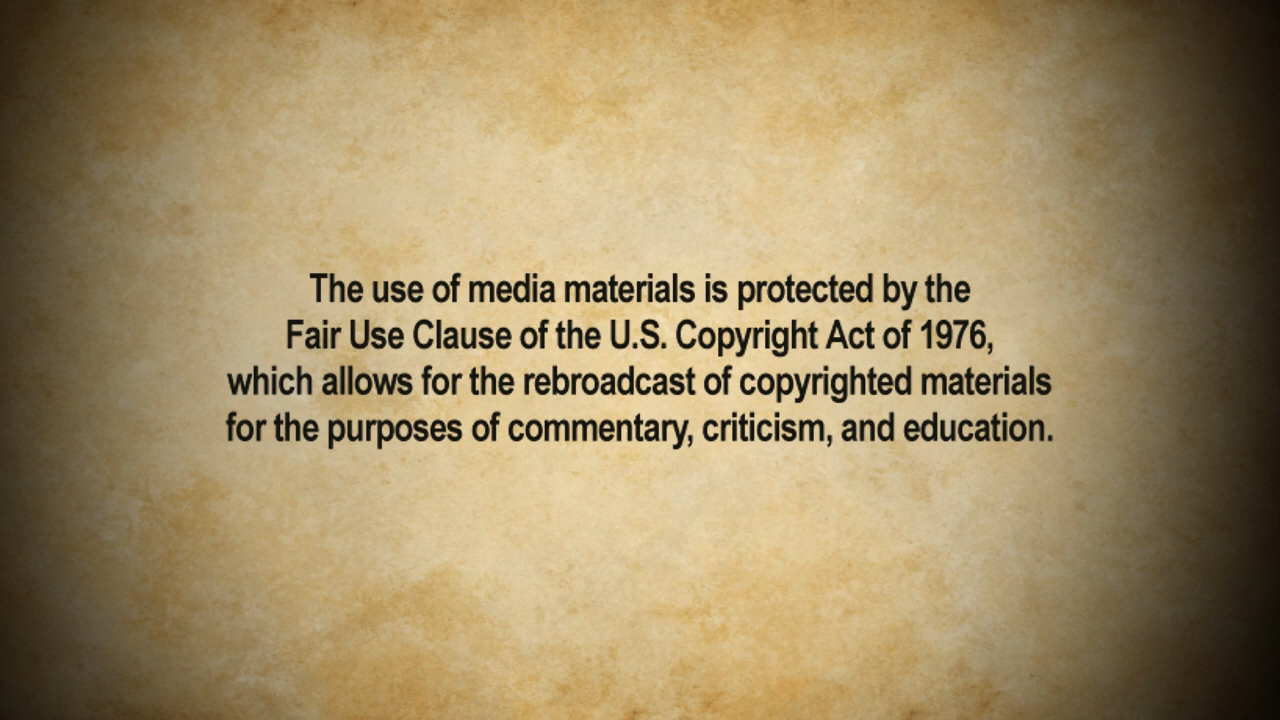 The use of media materials is protected by the
Fair Use Clause of the U.S. Copyright Act of 1976,
which allows for the rebroadcast of copyrighted materials
for the purposes of commentary, criticism, and education.